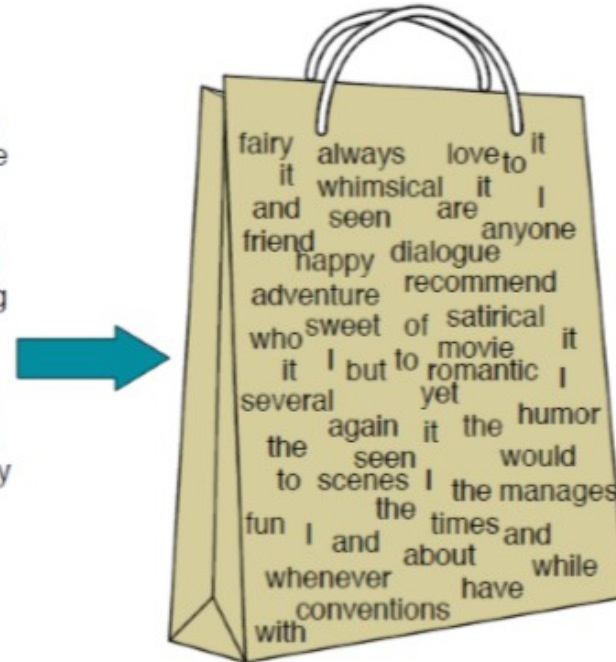 e
g
y
fairy always love to it
it whimsical it I
and seen are anyone
friend happy dialogue
adventure recommend
who sweet of satirical it
it I but to movie romantic I
several yet
again it the humor
the seen would
to scenes I the manages
the
fun I and times and
about while
whenever have
conventions
with